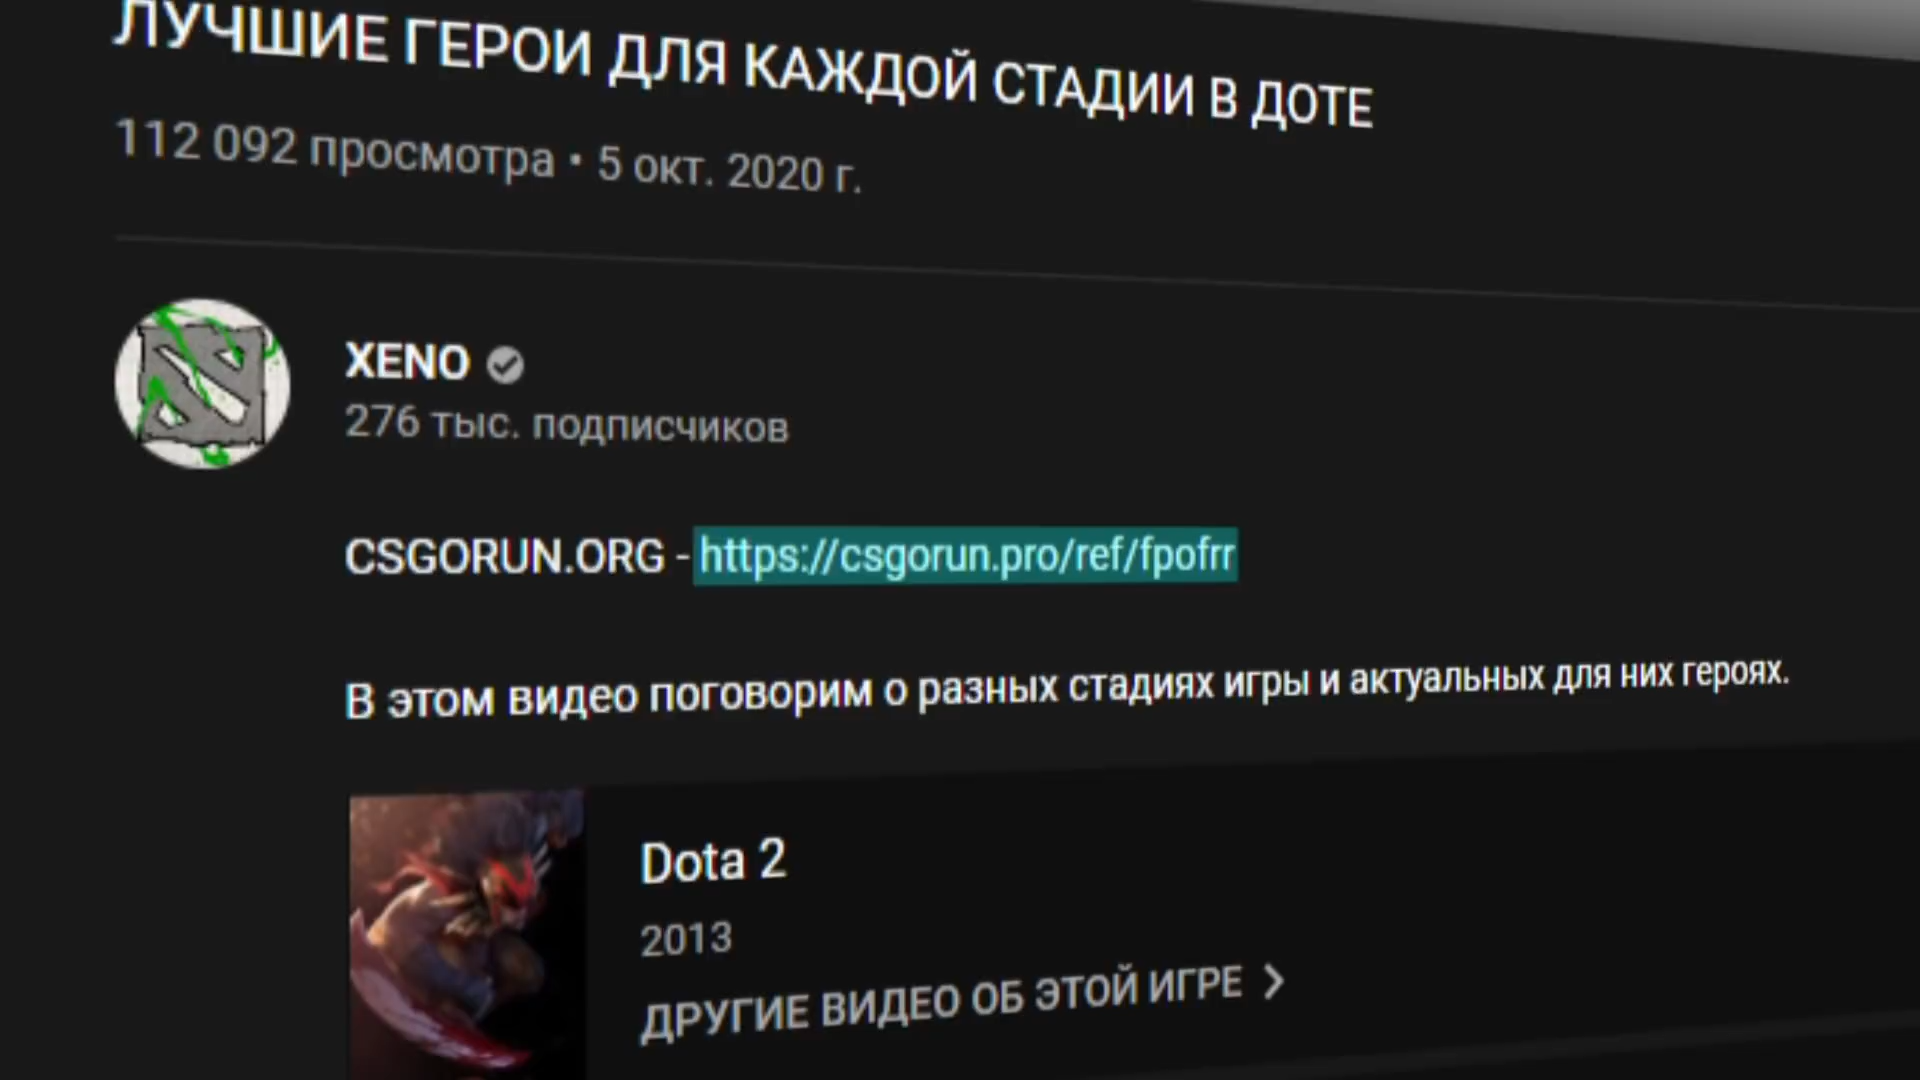 ЛУЧШИЕ ГЕРОИ ДЛЯ КАЖДОЙ СТАДИИ В ДОТЕ
112 092 просмотра • 5 окт. 2020 г.
XENO
276 тыс. подписчиков
CSGORUN.ORG - https://csgorun.pro/ref/fpofrr
В этом видео поговорим о разных стадиях игры и актуальных для них героях.
Dota 2
2013
ДРУГИЕ ВИДЕО ОБ ЭТОЙ ИГРЕ